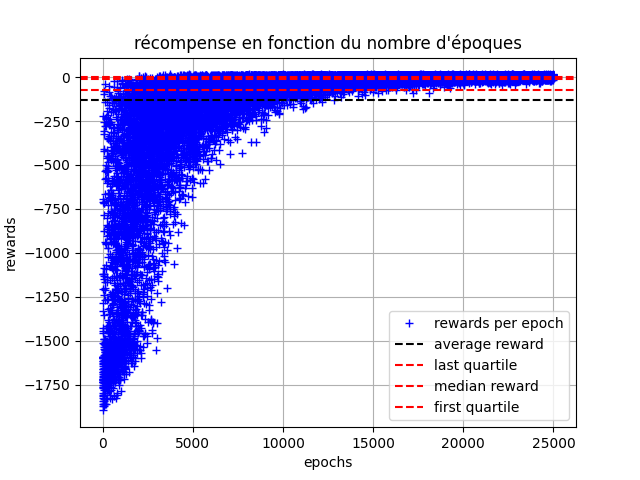 récompense en fonction du nombre d'époques
0
−250
−500
−750
−1000
−1250
−1500
−1750
rewards
0
5000
10000
15000
20000
25000
epochs
rewards per epoch
average reward
last quartile
median reward
first quartile